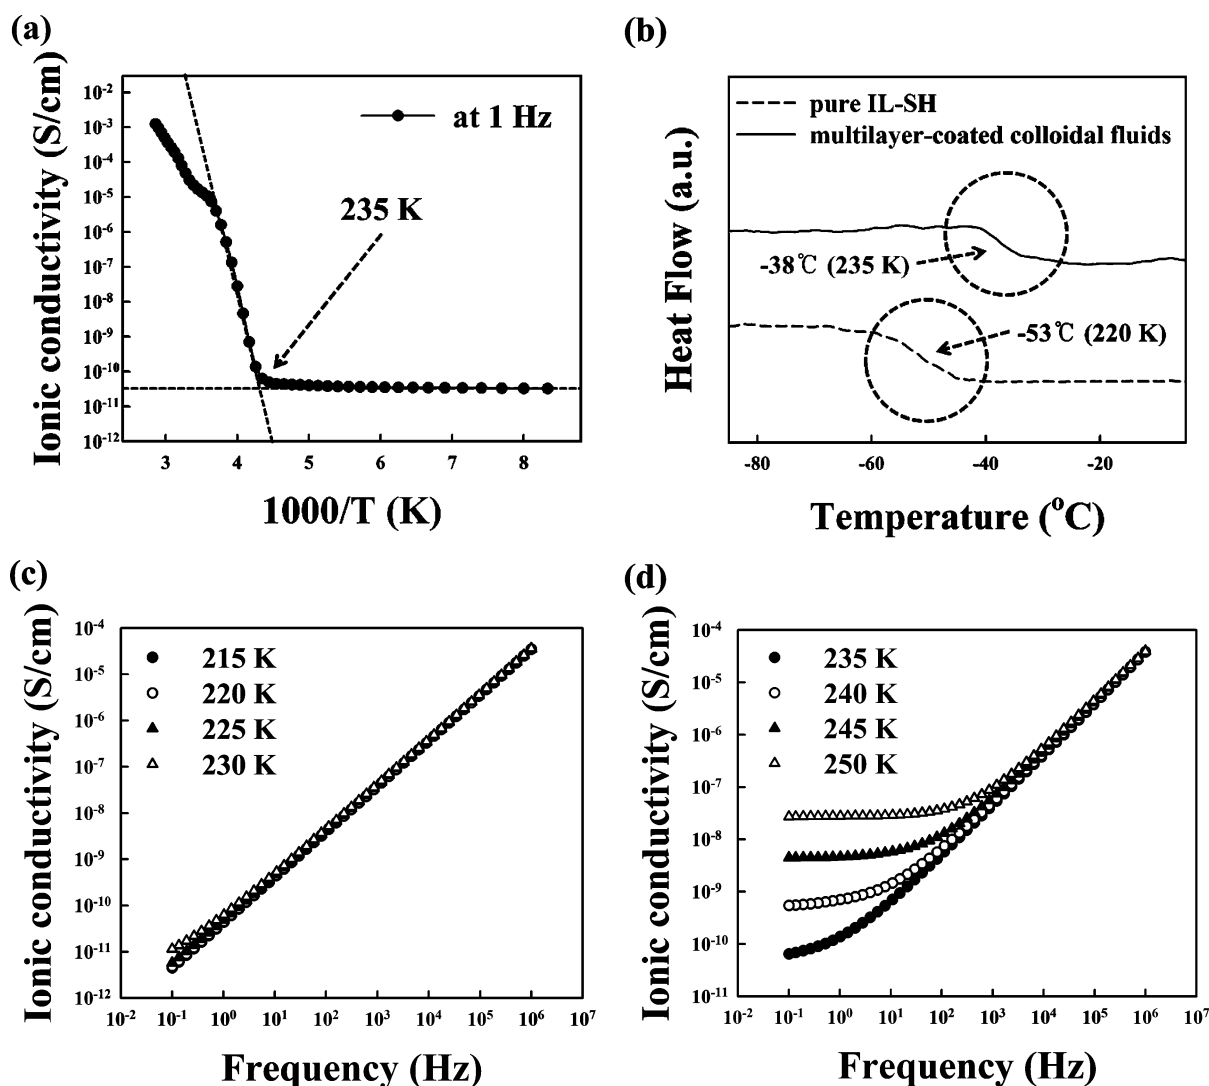 (a)
Ionic conductivity (S/cm)
10-2
10-3
10-4
10-5
10-6
10-7
10-8
10-9
10-10
10-11
10-12
at 1 Hz
235 K
3 4 5 6 7 8
1000/T (K)
(b)
Heat Flow (a.u.)
pure IL-SH
multilayer-coated colloidal fluids
-38℃ (235 K)
-53℃ (220 K)
-80 -60 -40 -20
Temperature (oC)
(c)
Ionic conductivity (S/cm)
10-4
10-5
10-6
10-7
10-8
10-9
10-10
10-11
10-12
215 K
220 K
225 K
230 K
10-2 10-1 100 101 102 103 104 105 106 107
Frequency (Hz)
(d)
Ionic conductivity (S/cm)
10-4
10-5
10-6
10-7
10-8
10-9
10-10
10-11
235 K
240 K
245 K
250 K
10-2 10-1 100 101 102 103 104 105 106 107
Frequency (Hz)